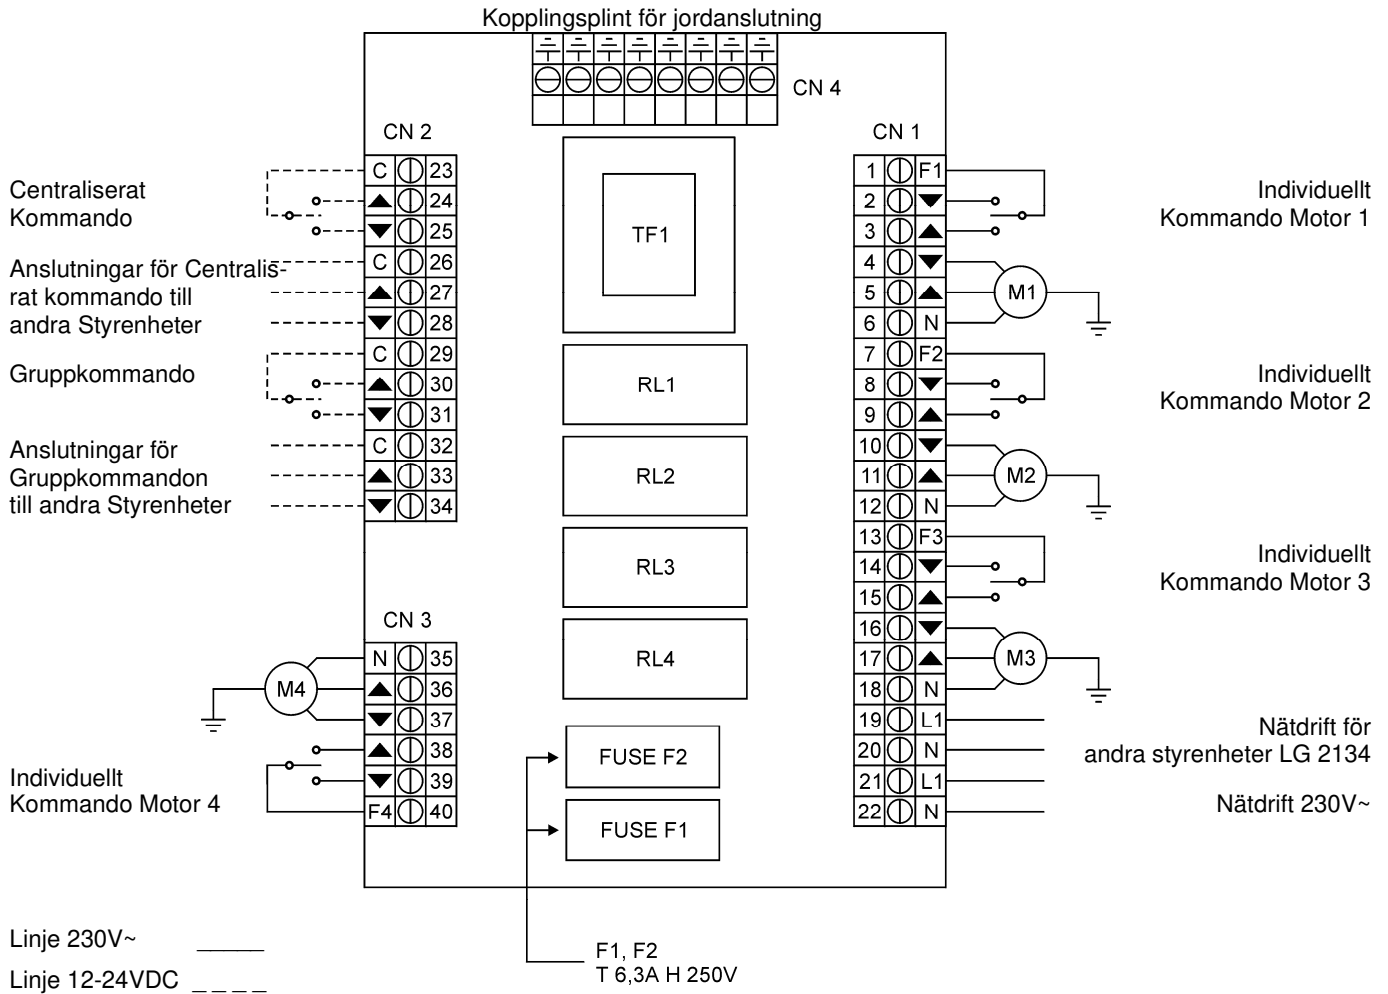 Kopplingsplint för jordanslutning
CN 4
CN 2
CN 1
Centraliserat
Kommando
Anslutningar för Centralis-
rat kommando till
andra Styrenheter
Gruppkommando
Anslutningar för
Gruppkommandon
till andra Styrenheter
C 23
24
25
C 26
27
28
C 29
30
31
C 32
33
34
CN 3
M4
N 35
36
37
38
39
F4 40
Individuellt
Kommando Motor 4
TF1
RL1
RL2
RL3
RL4
FUSE F2
FUSE F1
1 F1
2
3
4
5
6 N
7 F2
8
9
10
11
12 N
13 F3
14
15
16
17
18 N
19 L1
20 N
21 L1
22 N
Individuellt
Kommando Motor 1
M1
Individuellt
Kommando Motor 2
M2
Individuellt
Kommando Motor 3
M3
Nätdrift för
andra styrenheter LG 2134
Nätdrift 230V~
Linje 230V~ _____
Linje 12-24VDC _ _ _ _
F1, F2
T 6,3A H 250V